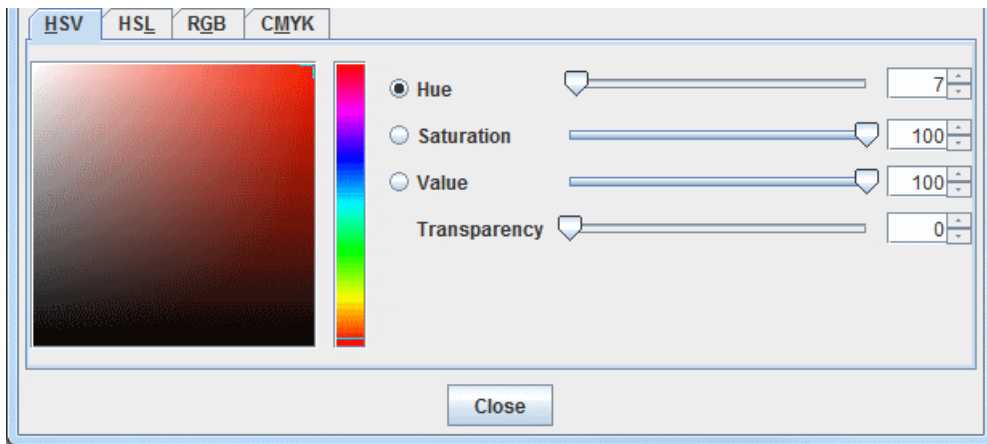 HSV HSL RGB CMYK
Hue 7
Saturation 100
Value 100
Transparency 0
Close